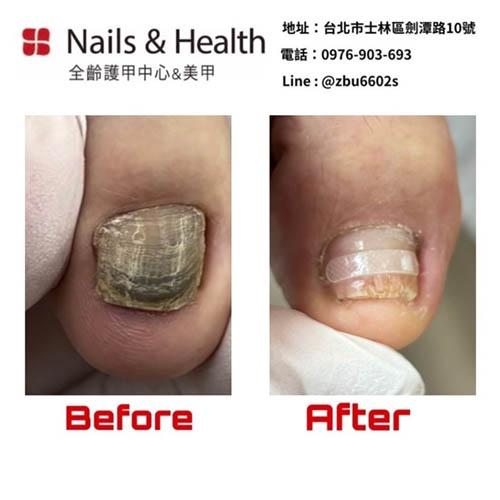 Nails & Health
全齡護甲中心&美甲
地址：台北市士林區劍潭路10號
電話：0976-903-693
Line : @zbu6602s
Before
After